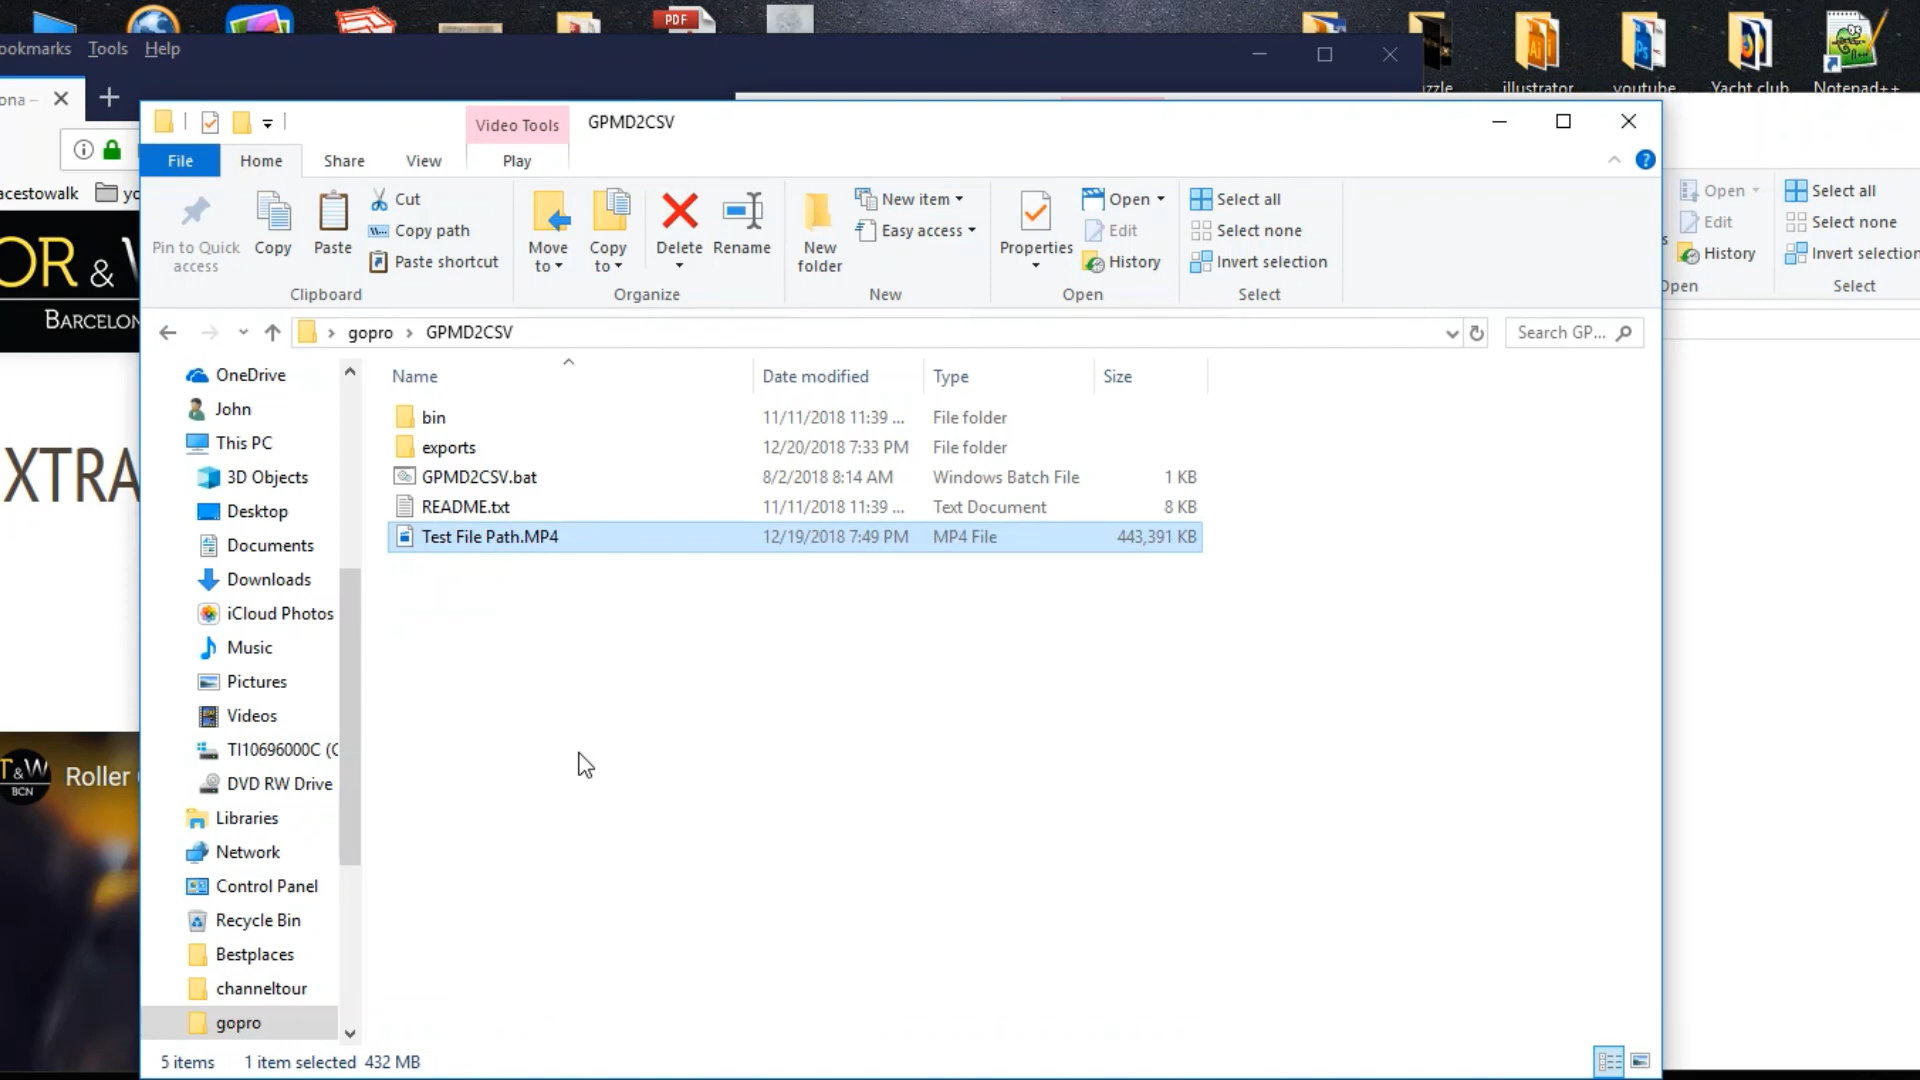 PDF
ookmarks Tools Help
zzle illustrator youtube Yacht club Notepad++
ona –
Video Tools GPMD2CSV
File Home Share View Play
acestowalk yo
Pin to Quick access
Copy
Paste
Cut
Copy path
Paste shortcut
Clipboard
Move to
Copy to
Delete
Rename
Organize
New folder
New item
Easy access
New
Properties
Open
Edit
History
Open
Select all
Select none
Invert selection
Select
Open
Edit
History
pen
Select all
Select none
Invert selection
Select
OR & W
BARCELON
gopro > GPMD2CSV
Search GP...
Name Date modified Type Size
bin 11/11/2018 11:39 ... File folder
exports 12/20/2018 7:33 PM File folder
GPMD2CSV.bat 8/2/2018 8:14 AM Windows Batch File 1 KB
README.txt 11/11/2018 11:39 ... Text Document 8 KB
Test File Path.MP4 12/19/2018 7:49 PM MP4 File 443,391 KB
OneDrive
John
This PC
3D Objects
Desktop
Documents
Downloads
iCloud Photos
Music
Pictures
Videos
TI10696000C (C
DVD RW Drive
Libraries
Network
Control Panel
Recycle Bin
Bestplaces
channeltour
gopro
XTRA
T&W
BCN
Roller
5 items 1 item selected 432 MB